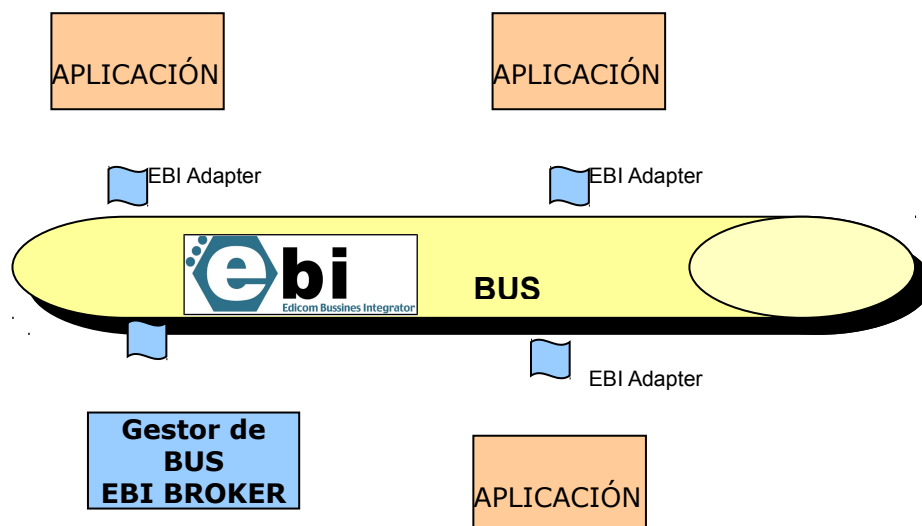 APLICACIÓN
APLICACIÓN
EBI Adapter
EBI Adapter
ebi
Edicom Bussines Integrator
BUS
EBI Adapter
Gestor de
BUS
EBI BROKER
APLICACIÓN